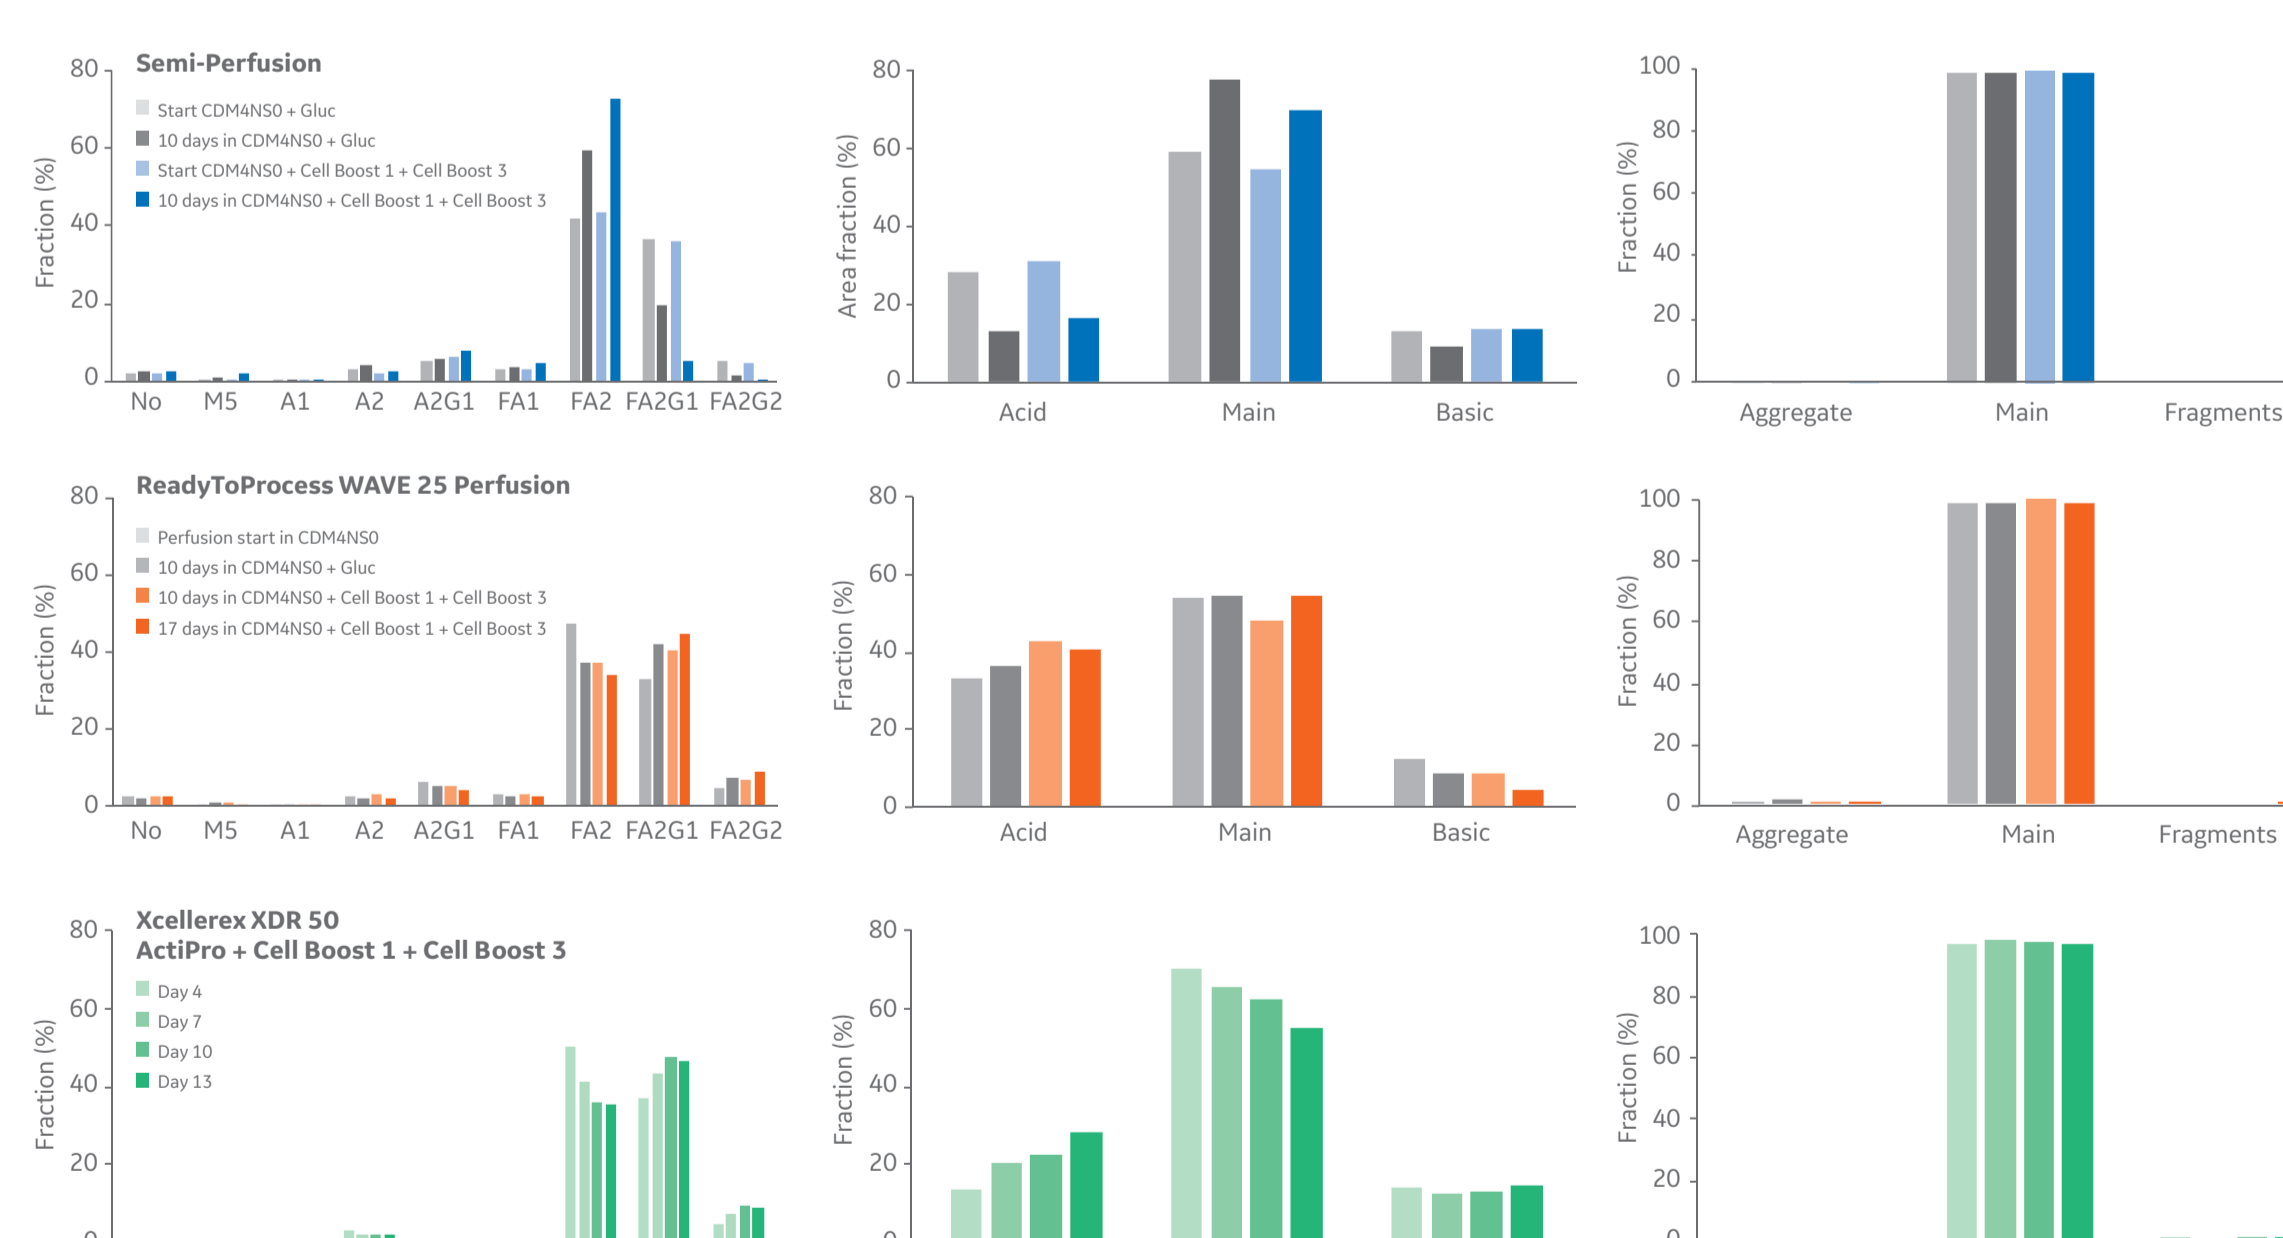 Semi-Perfusion
80
60
40
20
0
Fraction (%)
Start CDM4NS0 + Gluc
10 days in CDM4NS0 + Gluc
Start CDM4NS0 + Cell Boost 1 + Cell Boost 3
10 days in CDM4NS0 + Cell Boost 1 + Cell Boost 3
No M5 A1 A2 A2G1 FA1 FA2 FA2G1 FA2G2
80
60
40
20
0
Area fraction (%)
Acid Main Basic
100
80
60
40
20
0
Fraction (%)
Aggregate Main Fragments
ReadyToProcess WAVE 25 Perfusion
80
60
40
20
0
Fraction (%)
Perfusion start in CDM4NS0
10 days in CDM4NS0 + Gluc
10 days in CDM4NS0 + Cell Boost 1 + Cell Boost 3
17 days in CDM4NS0 + Cell Boost 1 + Cell Boost 3
No M5 A1 A2 A2G1 FA1 FA2 FA2G1 FA2G2
80
60
40
20
0
Fraction (%)
Acid Main Basic
100
80
60
40
20
0
Fraction (%)
Aggregate Main Fragments
Xcellerex XDR 50
ActiPro + Cell Boost 1 + Cell Boost 3
80
60
40
20
0
Fraction (%)
Day 4
Day 7
Day 10
Day 13
80
60
40
20
0
Fraction (%)
100
80
60
40
20
0
Fraction (%)